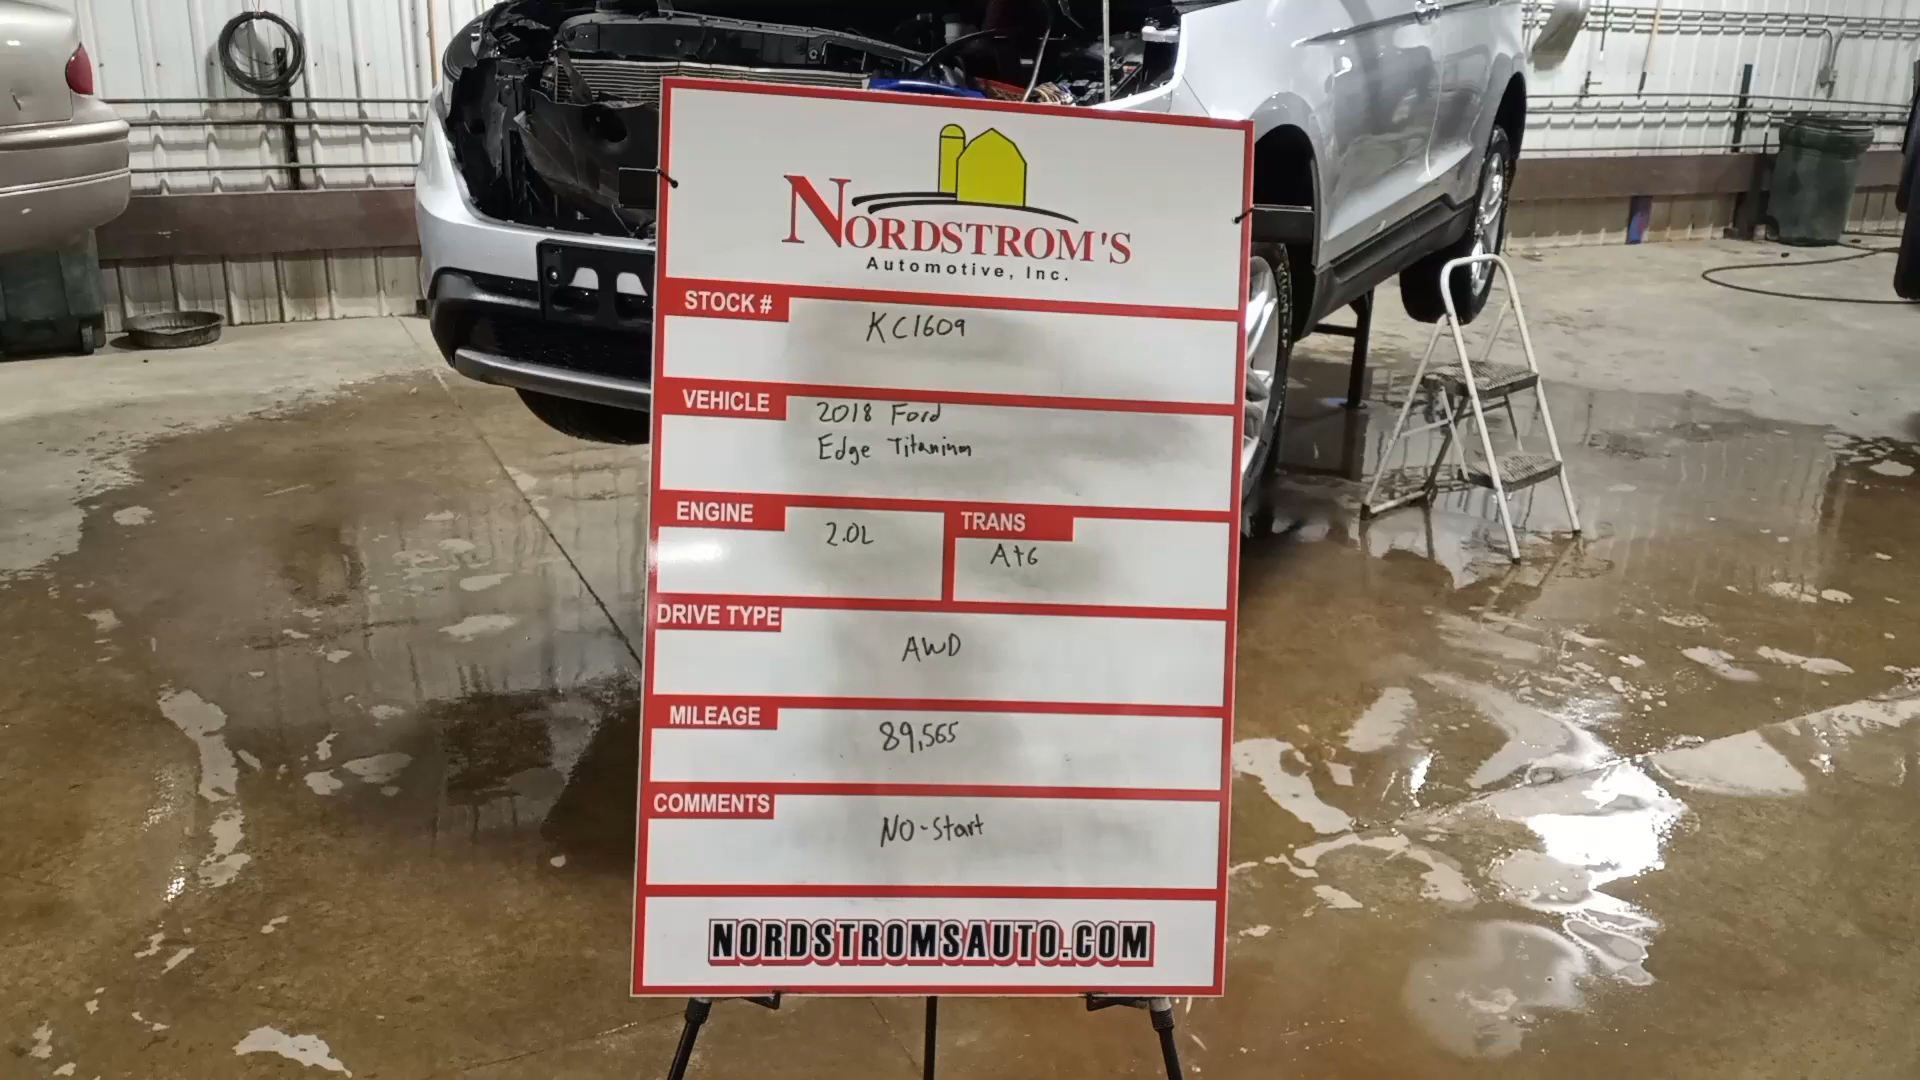 NORDSTROM'S
Automotive, Inc.
STOCK #
KC1609
VEHICLE
2018 Ford
Edge Titanium
ENGINE
2.0L
TRANS
At6
DRIVE TYPE
AWD
MILEAGE
89,565
COMMENTS
NO-Start
NORDSTROMSAUTO.COM